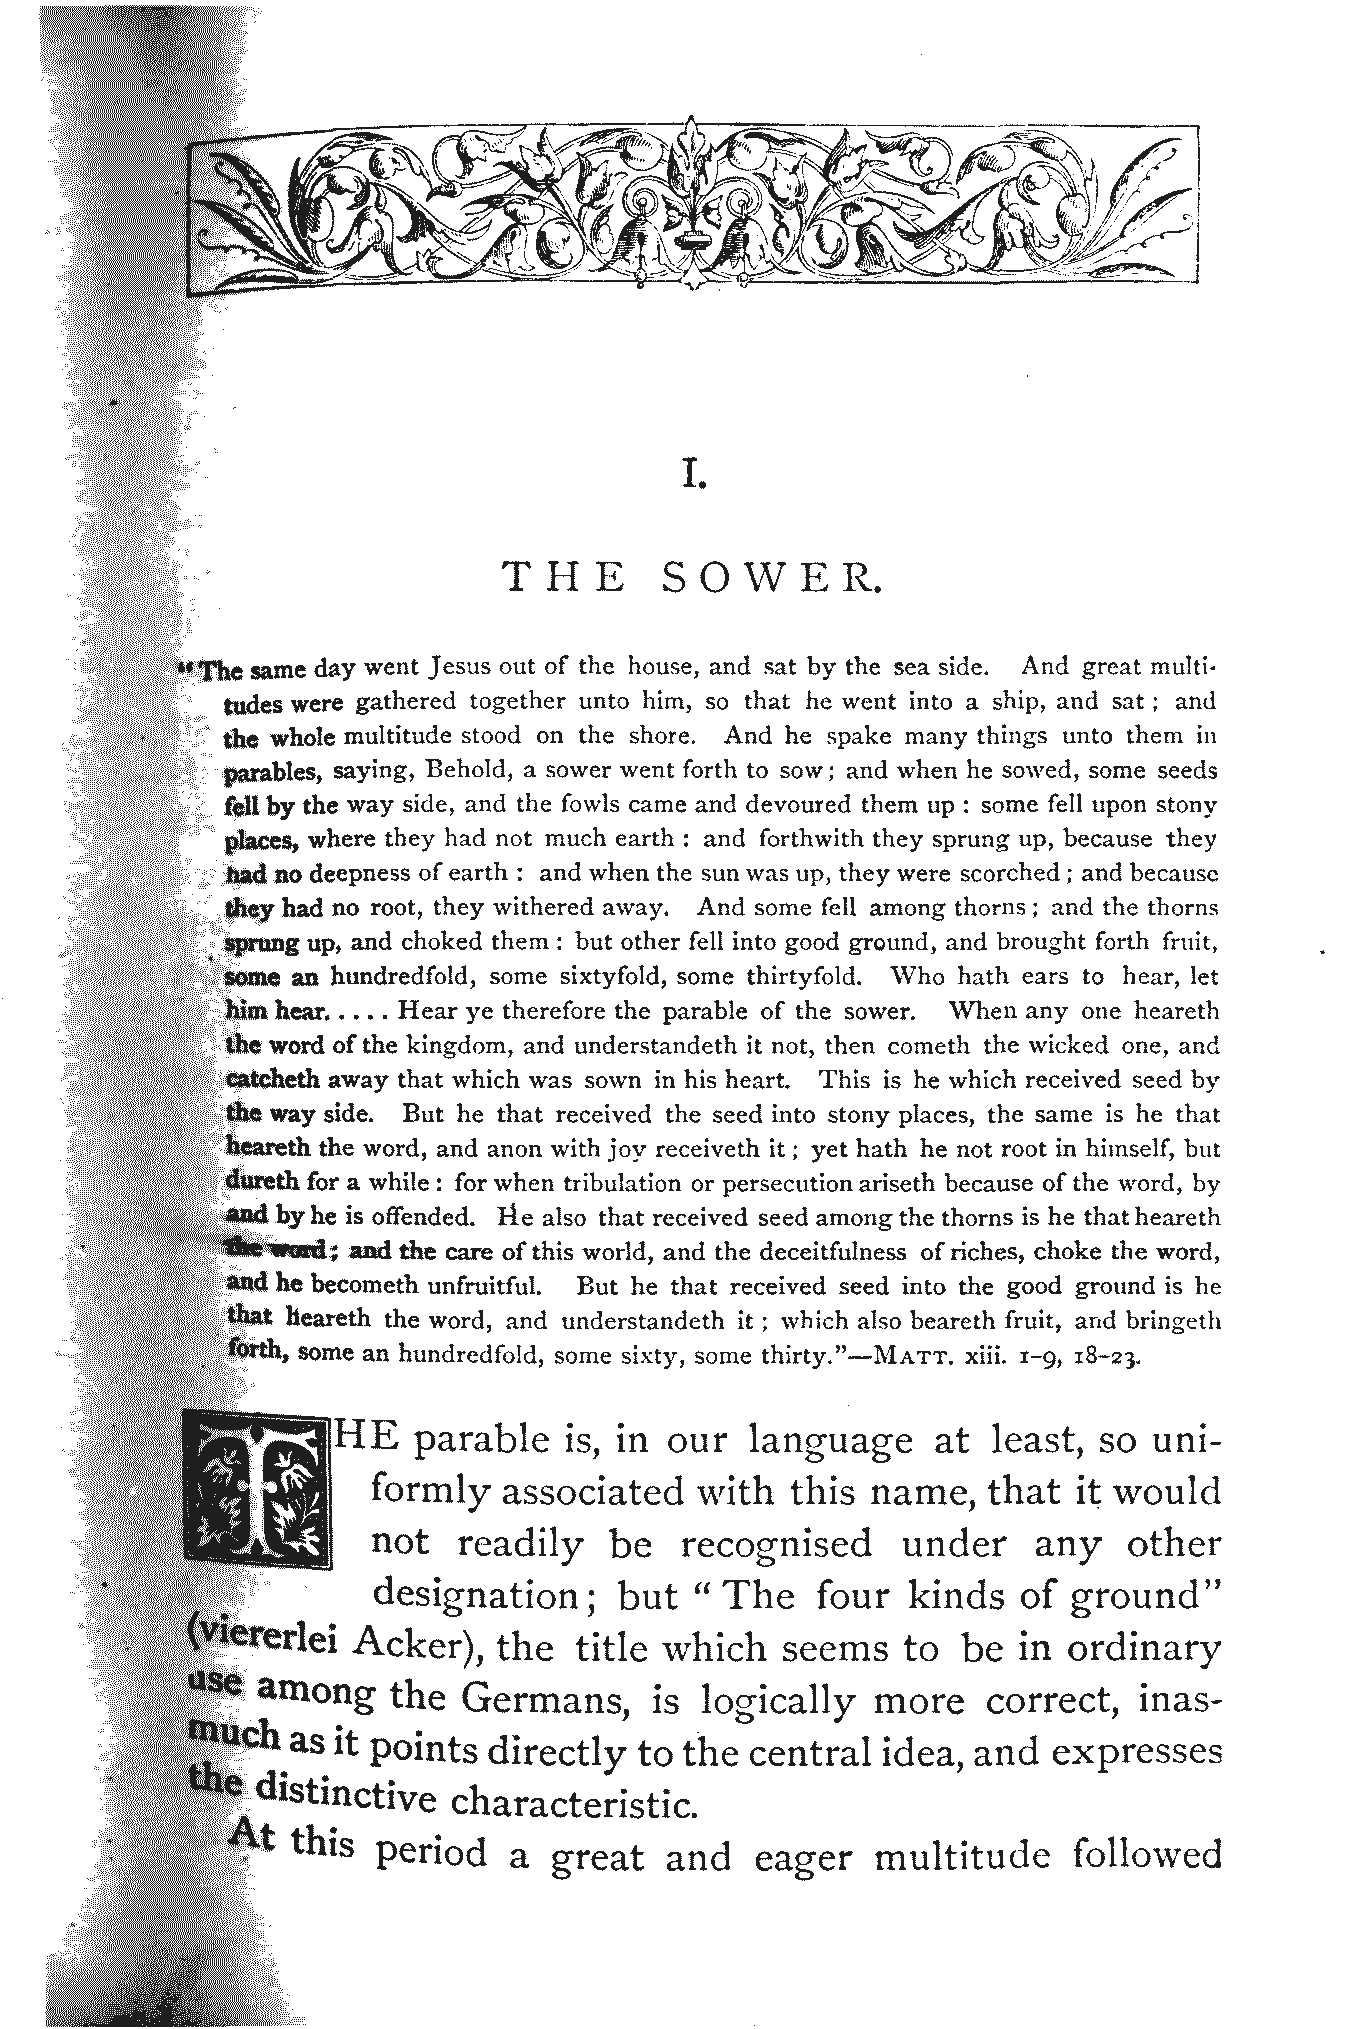 I.
THE SOWER.
“The same day went Jesus out of the house, and sat by the sea side. And great multi-
tudes were gathered together unto him, so that he went into a ship, and sat ; and
the whole multitude stood on the shore. And he spake many things unto them in
parables, saying, Behold, a sower went forth to sow ; and when he sowed, some seeds
fell by the way side, and the fowls came and devoured them up : some fell upon stony
places, where they had not much earth : and forthwith they sprung up, because they
had no deepness of earth : and when the sun was up, they were scorched ; and because
they had no root, they withered away. And some fell among thorns ; and the thorns
sprung up, and choked them : but other fell into good ground, and brought forth fruit,
some an hundredfold, some sixtyfold, some thirtyfold. Who hath ears to hear, let
him hear. . . . . Hear ye therefore the parable of the sower. When any one heareth
the word of the kingdom, and understandeth it not, then cometh the wicked one, and
catcheth away that which was sown in his heart. This is he which received seed by
the way side. But he that received the seed into stony places, the same is he that
heareth the word, and anon with joy receiveth it ; yet hath he not root in himself, but
dureth for a while : for when tribulation or persecution ariseth because of the word, by
and by he is offended. He also that received seed among the thorns is he that heareth
the word ; and the care of this world, and the deceitfulness of riches, choke the word,
and he becometh unfruitful. But he that received seed into the good ground is he
that heareth the word, and understandeth it ; which also beareth fruit, and bringeth
forth, some an hundredfold, some sixty, some thirty.”—MATT. xiii. 1–9, 18–23.
THE parable is, in our language at least, so uni-
formly associated with this name, that it would
not readily be recognised under any other
designation ; but “ The four kinds of ground”
(viererlei Acker), the title which seems to be in ordinary
use among the Germans, is logically more correct, inas-
much as it points directly to the central idea, and expresses
the distinctive characteristic.
At this period a great and eager multitude followed